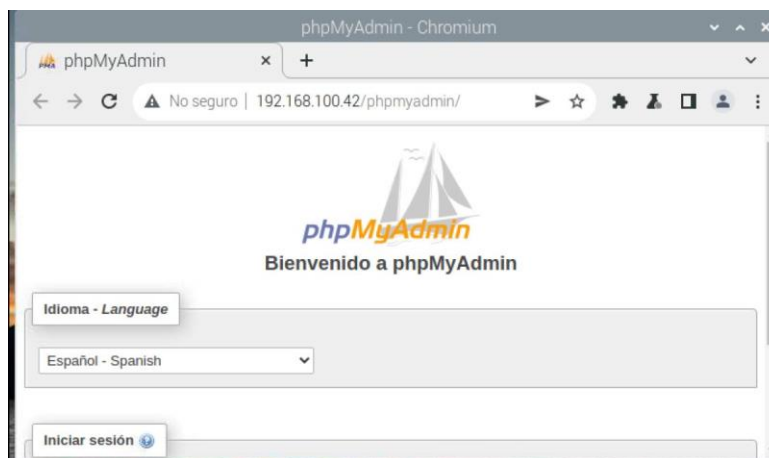 phpMyAdmin - Chromium
phpMyAdmin
No seguro | 192.168.100.42/phpmyadmin/
phpMyAdmin
Bienvenido a phpMyAdmin
Idioma - Language
Español - Spanish
Iniciar sesión